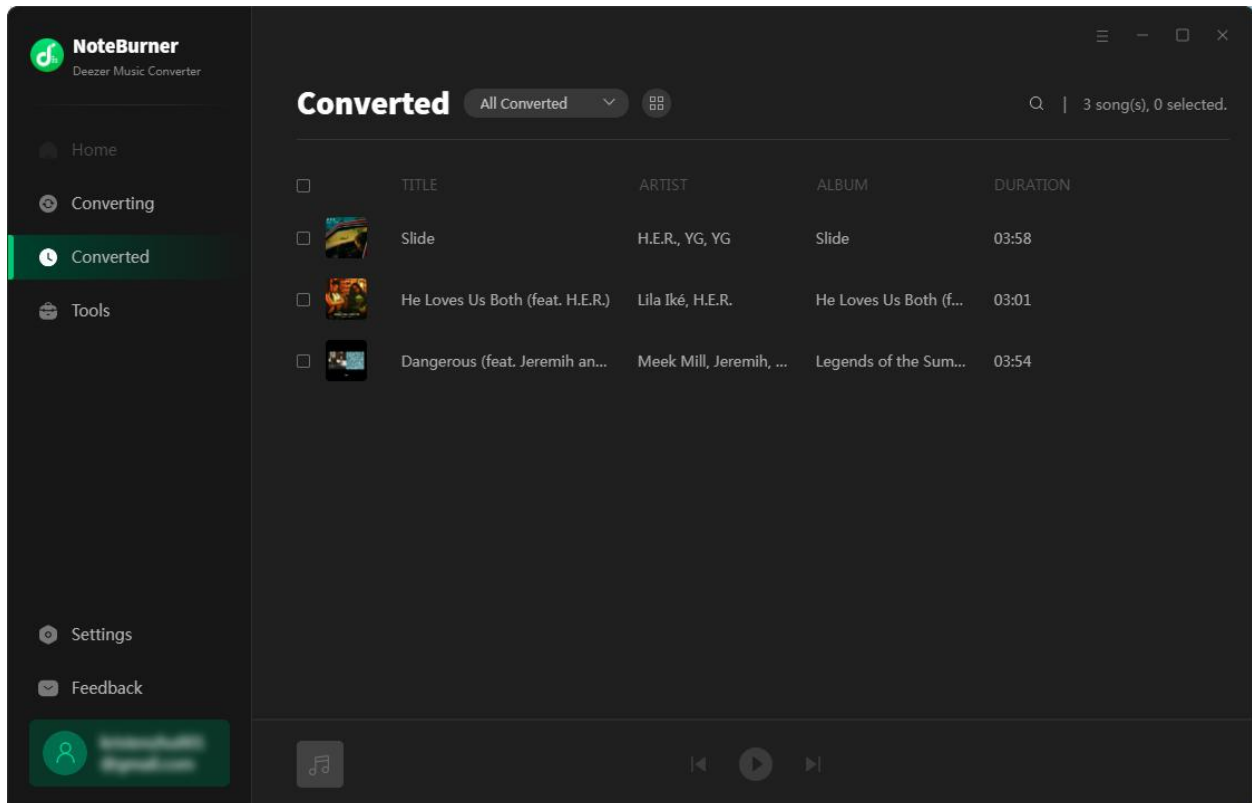 NoteBurner
Deezer Music Converter
Home
Converting
Converted
Tools
Settings
Feedback
Converted All Converted | 3 song(s), 0 selected.
TITLE ARTIST ALBUM DURATION
Slide H.E.R., YG, YG Slide 03:58
He Loves Us Both (feat. H.E.R.) Lila Iké, H.E.R. He Loves Us Both (f... 03:01
Dangerous (feat. Jeremih an... Meek Mill, Jeremih, ... Legends of the Sum... 03:54